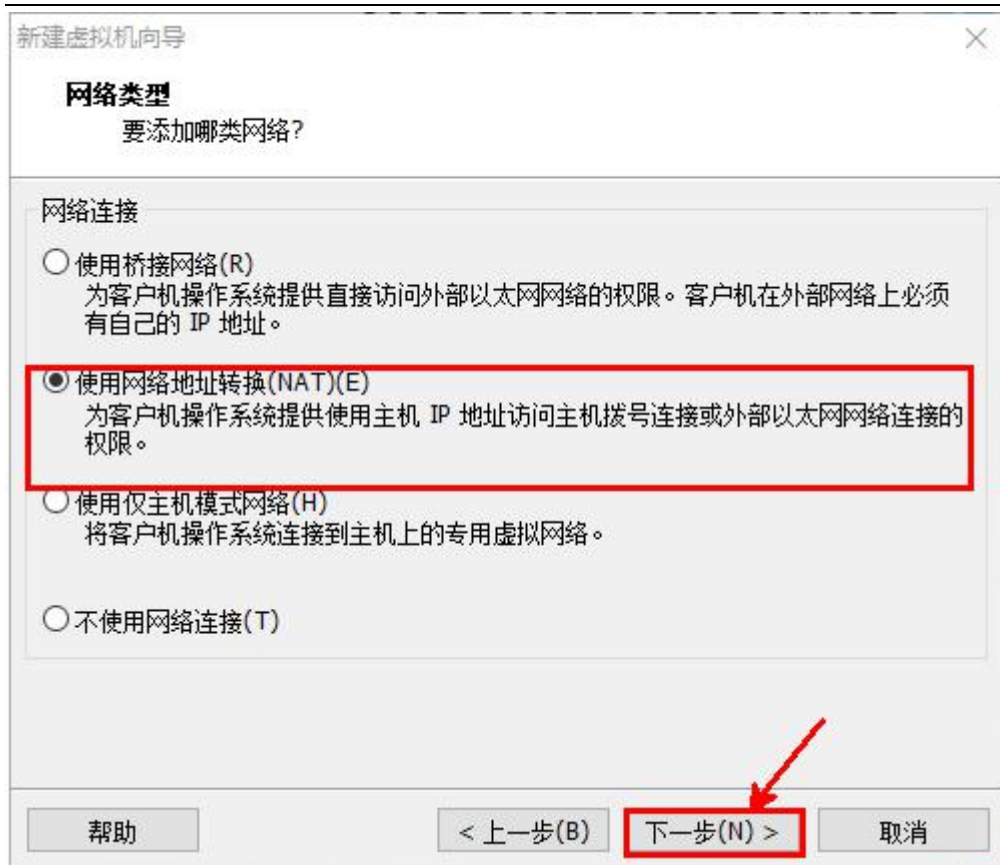 新建虚拟机向导
网络类型
要添加哪类网络?
网络连接
使用桥接网络(R)
为客户机操作系统提供直接访问外部以太网网络的权限。客户机在外部网络上必须
有自己的 IP 地址。
使用网络地址转换(NAT)(E)
为客户机操作系统提供使用主机 IP 地址访问主机拨号连接或外部以太网网络连接的
权限。
使用仅主机模式网络(H)
将客户机操作系统连接到主机上的专用虚拟网络。
不使用网络连接(T)
帮助
< 上一步(B)
下一步(N) >
取消